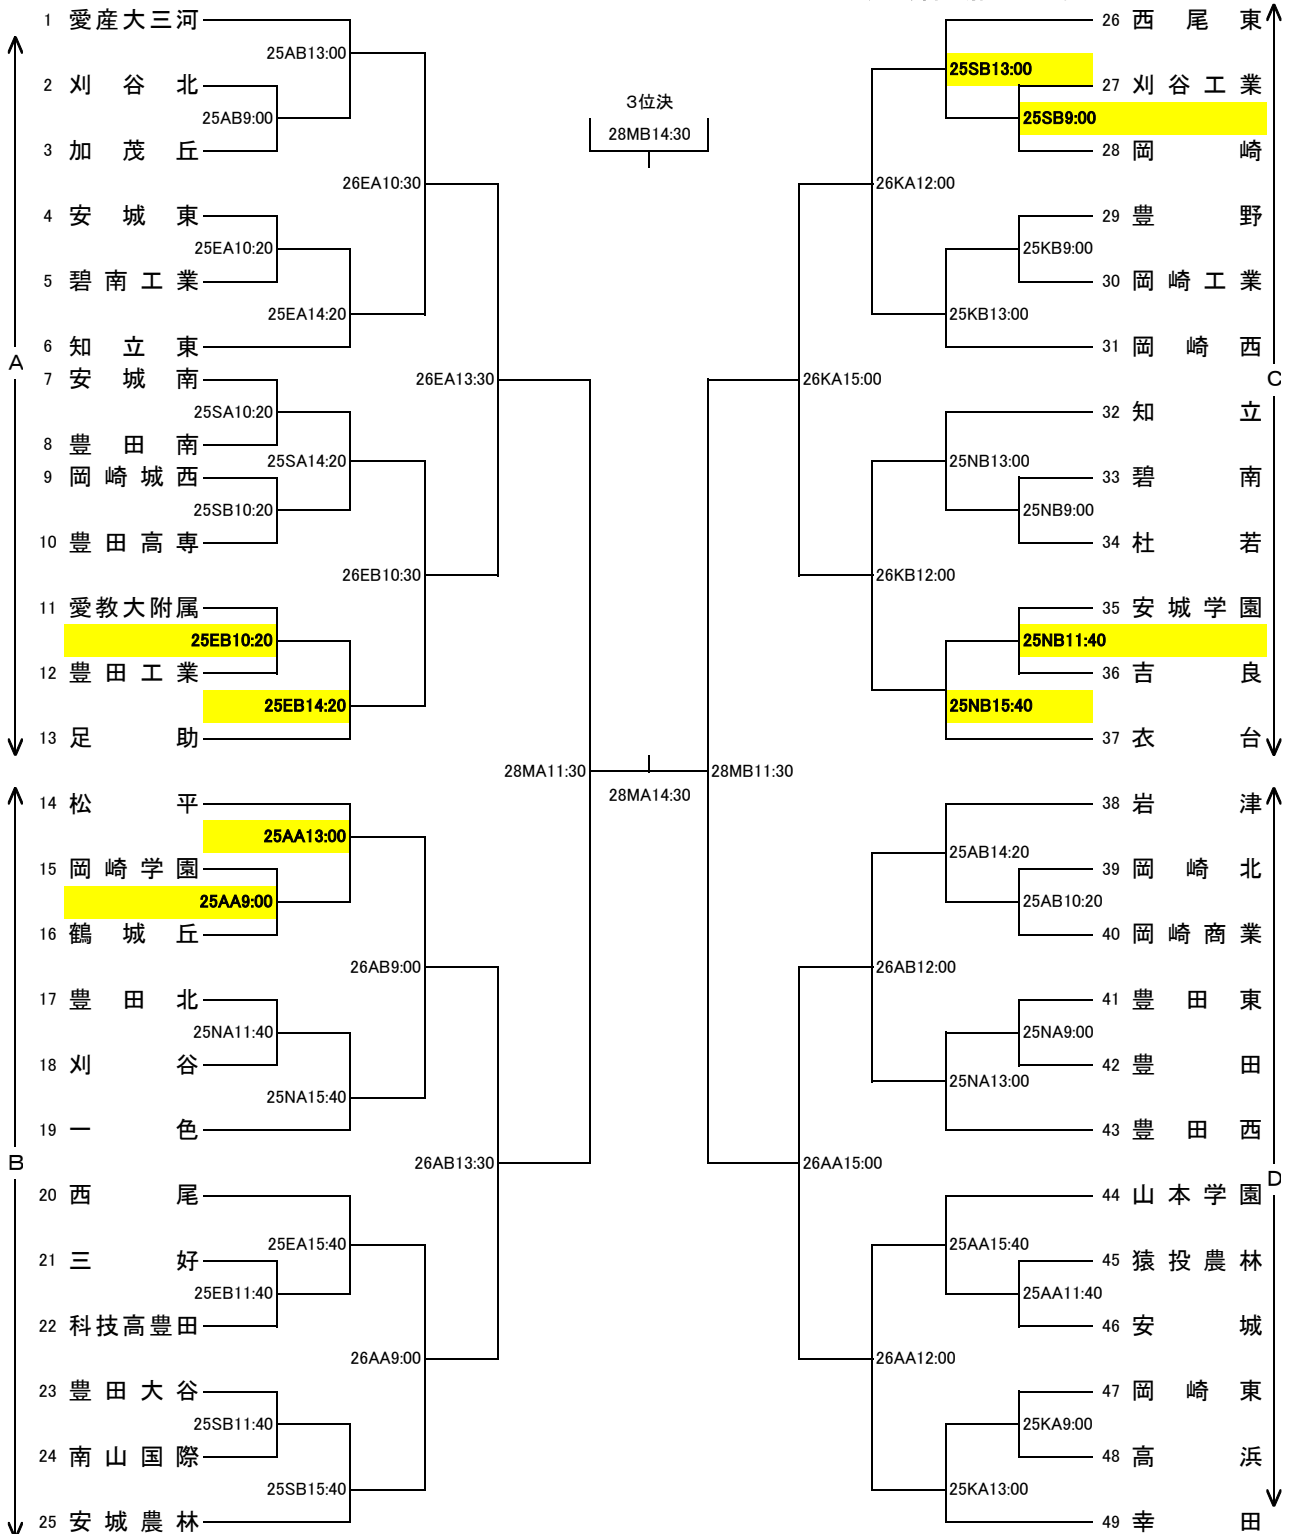 1 愛産大三河
25AB13:00
2 刈谷北
25AB9:00
3 加茂丘
26EA10:30
4 安城東
25EA10:20
5 碧南工業
25EA14:20
6 知立東
A
7 安城南
26EA13:30
25SA10:20
8 豊田南
25SA14:20
9 岡崎城西
25SB10:20
10 豊田高専
26EB10:30
11 愛教大附属
25EB10:20
12 豊田工業
25EB14:20
13 足助
28MA11:30
14 松平
25AA13:00
15 岡崎学園
25AA9:00
16 鶴城丘
26AB9:00
17 豊田北
25NA11:40
18 刈谷
25NA15:40
19 一色
B
26AB13:30
20 西尾
25EA15:40
21 三好
25EB11:40
22 科技高豊田
26AA9:00
23 豊田大谷
25SB11:40
24 南山国際
25SB15:40
25 安城農林
3位決
28MB14:30
28MA14:30
26 西尾東
25SB13:00
27 刈谷工業
25SB9:00
28 岡崎
26KA12:00
29 豊野
25KB9:00
30 岡崎工業
25KB13:00
31 岡崎西
C
26KA15:00
32 知立
25NB13:00
33 碧南
25NB9:00
34 杜若
26KB12:00
35 安城学園
25NB11:40
36 吉良
25NB15:40
37 衣台
28MB11:30
38 岩津
25AB14:20
39 岡崎北
25AB10:20
40 岡崎商業
26AB12:00
41 豊田東
25NA9:00
42 豊田
25NA13:00
43 豊田西
26AA15:00
D
44 山本学園
25AA15:40
45 猿投農林
25AA11:40
46 安城
26AA12:00
47 岡崎東
25KA9:00
48 高浜
25KA13:00
49 幸田